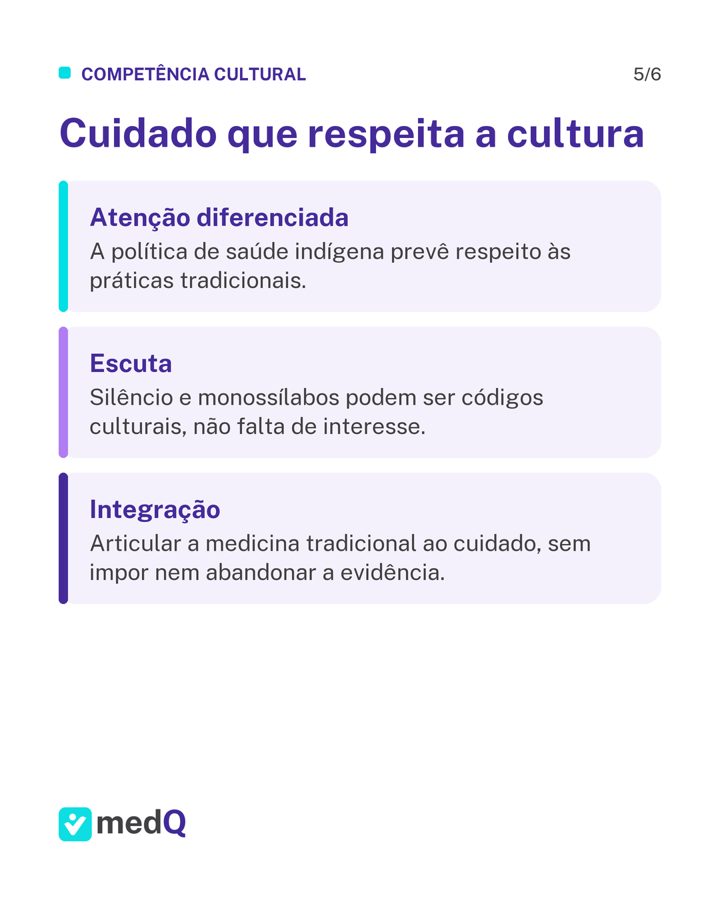 COMPETÊNCIA CULTURAL
5/6
Cuidado que respeita a cultura
Atenção diferenciada
A política de saúde indígena prevê respeito às
práticas tradicionais.
Escuta
Silêncio e monossílabos podem ser códigos
culturais, não falta de interesse.
Integração
Articular a medicina tradicional ao cuidado, sem
impor nem abandonar a evidência.
medQ